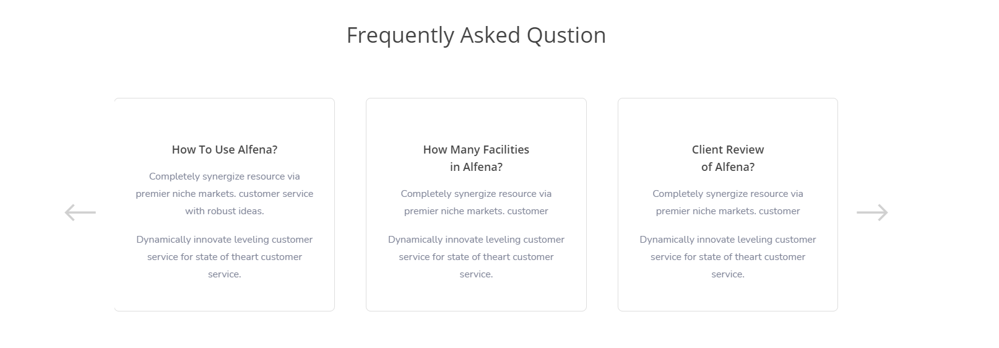 Frequently Asked Qustion
How To Use Alfena?
Completely synergize resource via
premier niche markets. customer service
with robust ideas.
Dynamically innovate leveling customer
service for state of theart customer
service.
How Many Facilities
in Alfena?
Completely synergize resource via
premier niche markets. customer
Dynamically innovate leveling customer
service for state of theart customer
service.
Client Review
of Alfena?
Completely synergize resource via
premier niche markets. customer
Dynamically innovate leveling customer
service for state of theart customer
service.